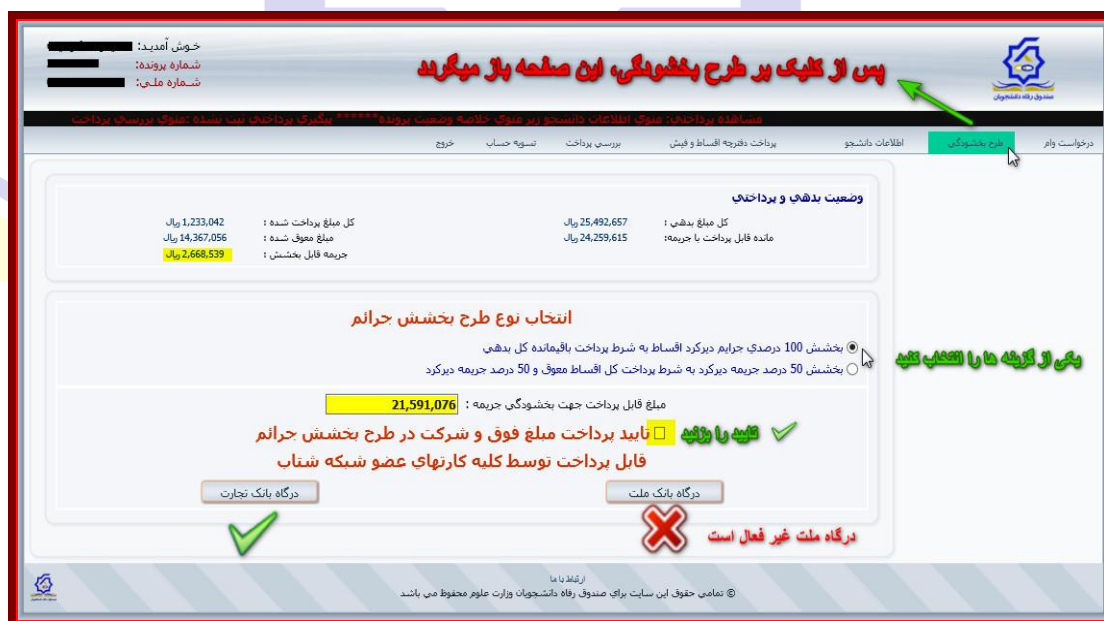 خوش آمدید:
شماره پرونده:
شماره ملی:
پس از کلیک بر طرح بخشودگی، این صفحه باز میگردد
صندوق رفاه دانشجویان
مشاهده پرداختی: منوی اطلاعات دانشجو زیر منوی خلاصه وضعیت پرونده****** پیگیری پرداختی ثبت نشده :منوی بررسی پرداخت
درخواست وام طرح بخشودگی اطلاعات دانشجو پرداخت دفترچه اقساط و فیش بررسی پرداخت تسویه حساب خروج
وضعیت بدهی و پرداختی
کل مبلغ بدهی : 25,492,657 ریال کل مبلغ پرداخت شده : 1,233,042 ریال
مانده قابل پرداخت با جریمه: 24,259,615 ریال مبلغ معوق شده : 14,367,056 ریال
جریمه قابل بخشش : 2,668,539 ریال
انتخاب نوع طرح بخشش جرائم
بخشش 100 درصدي جرايم ديركرد اقساط به شرط پرداخت باقيمانده كل بدهی
بخشش 50 درصد جریمه دیرکرد به شرط پرداخت کل اقساط معوق و 50 درصد جریمه دیرکرد
یکی از گزینه ها را انتخاب کنید
مبلغ قابل پرداخت جهت بخشودگی جریمه : 21,591,076
تایید را بزنید
تایید پرداخت مبلغ فوق و شرکت در طرح بخشش جرائم
قابل پرداخت توسط کلیه کارتهای عضو شبکه شتاب
درگاه بانک ملت درگاه بانک تجارت
درگاه ملت غیر فعال است
ارتباط با ما
© تمامی حقوق این سایت برای صندوق رفاه دانشجویان وزارت علوم محفوظ می باشد